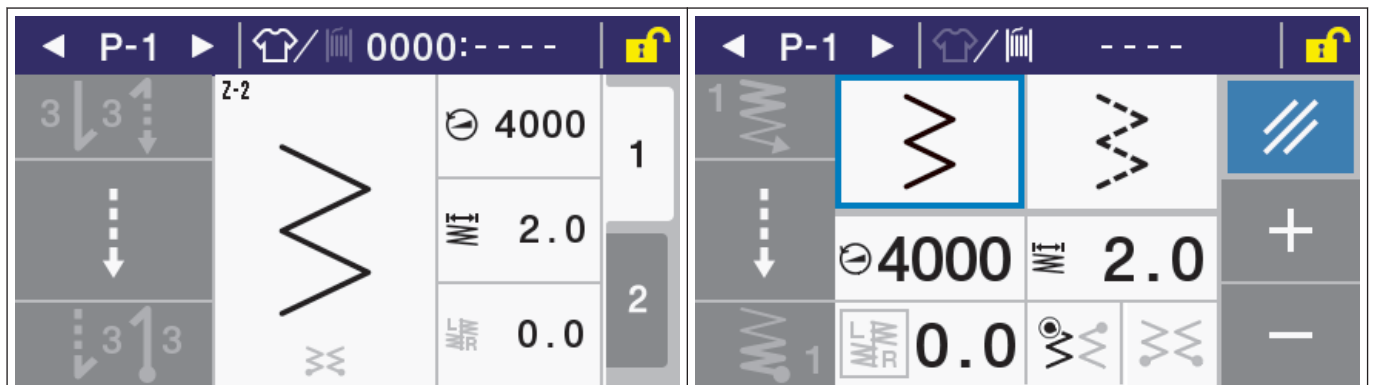 P-1 0000:----
3 3
Z-2
4000
1
2.0
2
L R 0.0
3 3
P-1 ----
1
4000 2.0
+
L R 0.0
1
−